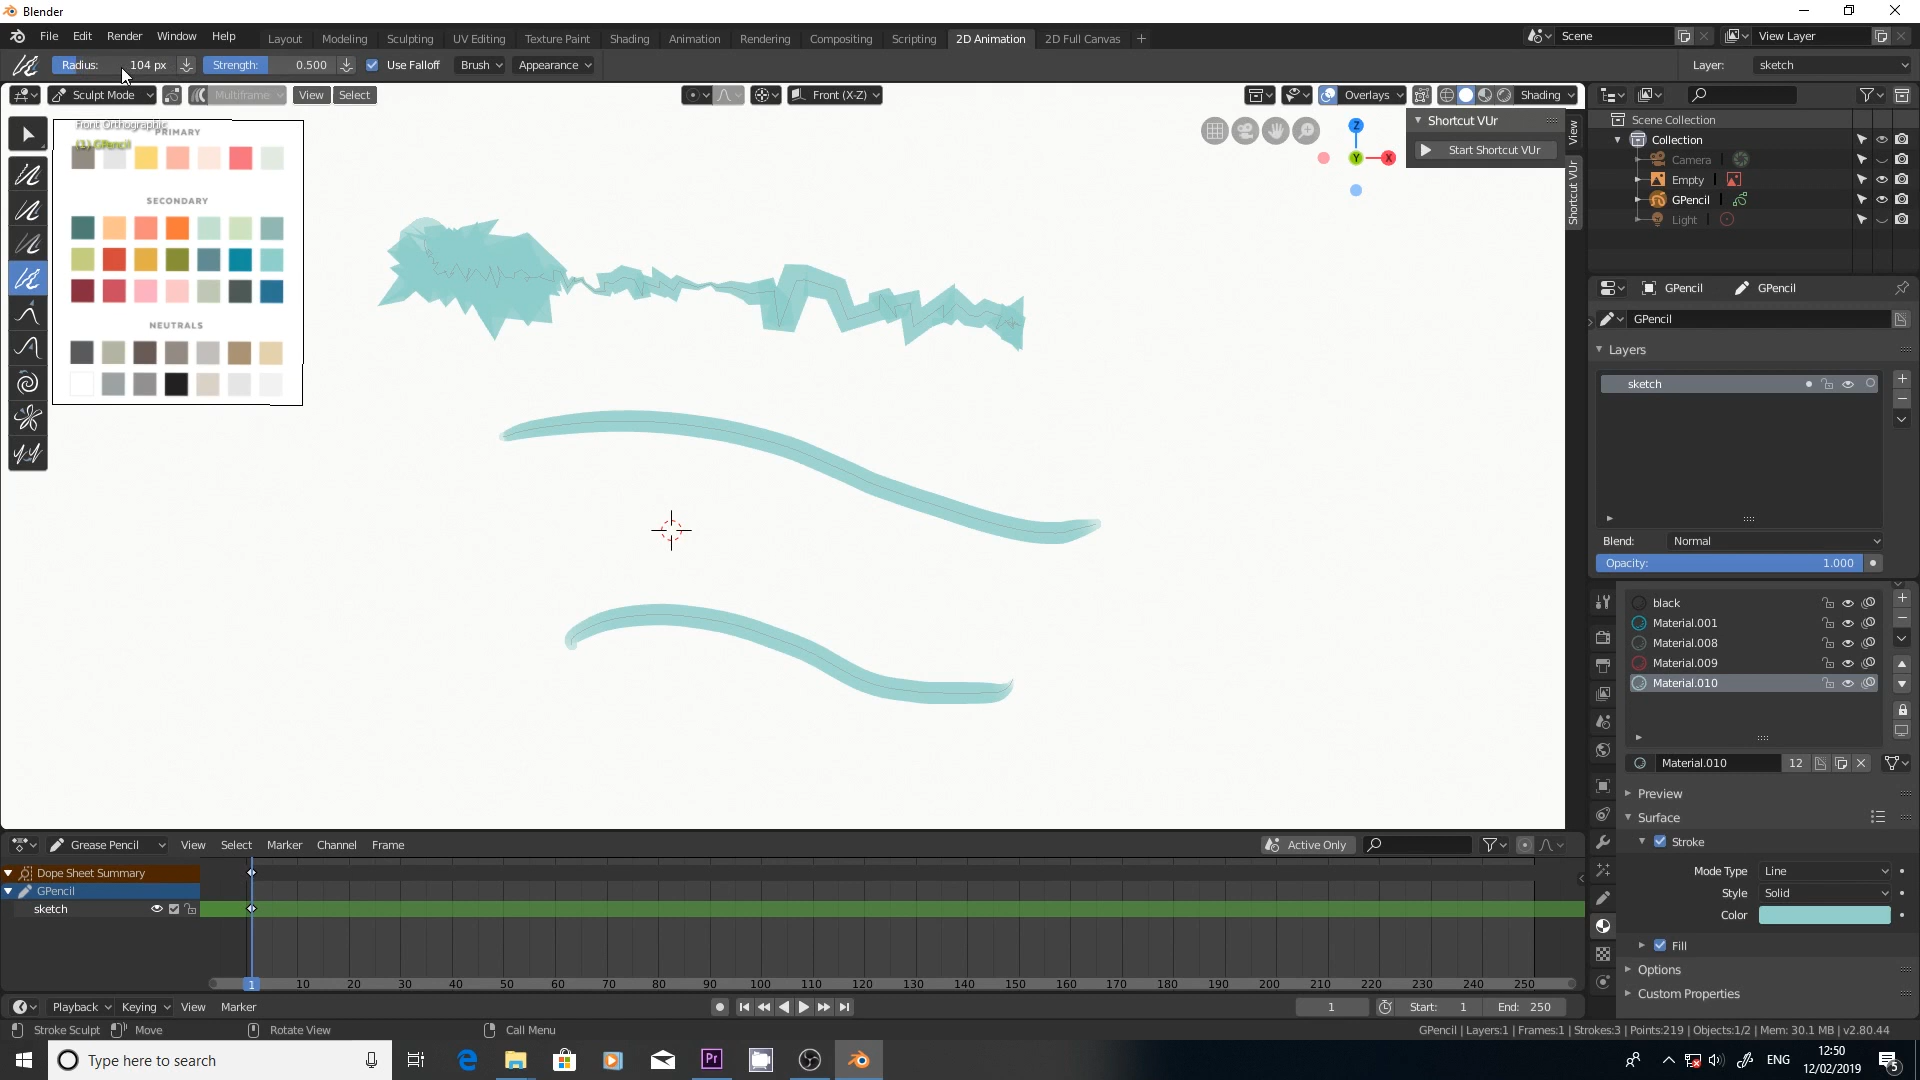 Blender
File Edit Render Window Help
Layout Modeling Sculpting UV Editing Texture Paint Shading Animation Rendering Compositing Scripting 2D Animation 2D Full Canvas
Scene
View Layer
Radius: 104 px Strength: 0.500 Use Falloff Brush Appearance
Layer: sketch
Sculpt Mode Multiframe View Select Front (X-Z) Overlays Shading
Front Orthographic
(1) GPencil
PRIMARY
SECONDARY
NEUTRALS
Z
Y
X
Shortcut VUr
Start Shortcut VUr
View
Shortcut VUr
Scene Collection
Collection
Camera
Empty
GPencil
Light
GPencil GPencil
GPencil
Layers
sketch
Blend: Normal
Opacity: 1.000
black
Material.001
Material.008
Material.009
Material.010
Material.010 12
Preview
Surface
Stroke
Mode Type Line
Style Solid
Color
Fill
Options
Custom Properties
Grease Pencil View Select Marker Channel Frame Active Only
Dope Sheet Summary
GPencil
sketch
1 10 20 30 40 50 60 70 80 90 100 110 120 130 140 150 160 170 180 190 200 210 220 230 240 250
Playback Keying View Marker
1 Start: 1 End: 250
Stroke Sculpt Move Rotate View Call Menu
GPencil | Layers:1 | Frames:1 | Strokes:3 | Points:219 | Objects:1/2 | Mem: 30.1 MB | v2.80.44
Type here to search
Pr
ENG
12:50
12/02/2019
5